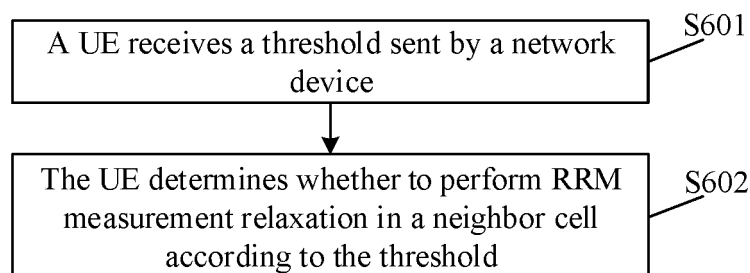 A UE receives a threshold sent by a network
device
S601
The UE determines whether to perform RRM
measurement relaxation in a neighbor cell
according to the threshold
S602